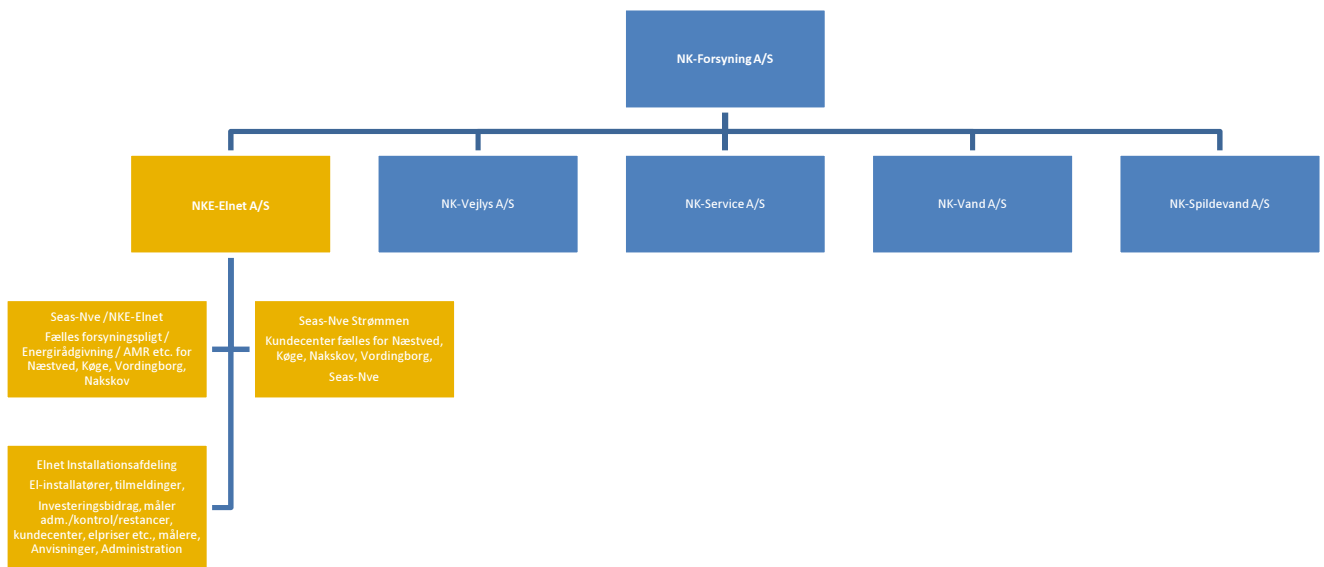 NK-Forsyning A/S
NKE-Elnet A/S
NK-Vejlys A/S
NK-Service A/S
NK-Vand A/S
NK-Spildevand A/S
Seas-Nve /NKE-Elnet
Fælles forsyningspligt /
Energirådgivning / AMR etc. for
Næstved, Køge, Vordingborg,
Nakskov
Seas-Nve Strømmen
Kundecenter fælles for Næstved,
Køge, Nakskov, Vordingborg,
Seas-Nve
Elnet Installationsafdeling
El-installatører, tilmeldinger,
Investeringsbidrag, måler
adm./kontrol/restancer,
kundecenter, elpriser etc., målere,
Anvisninger, Administration